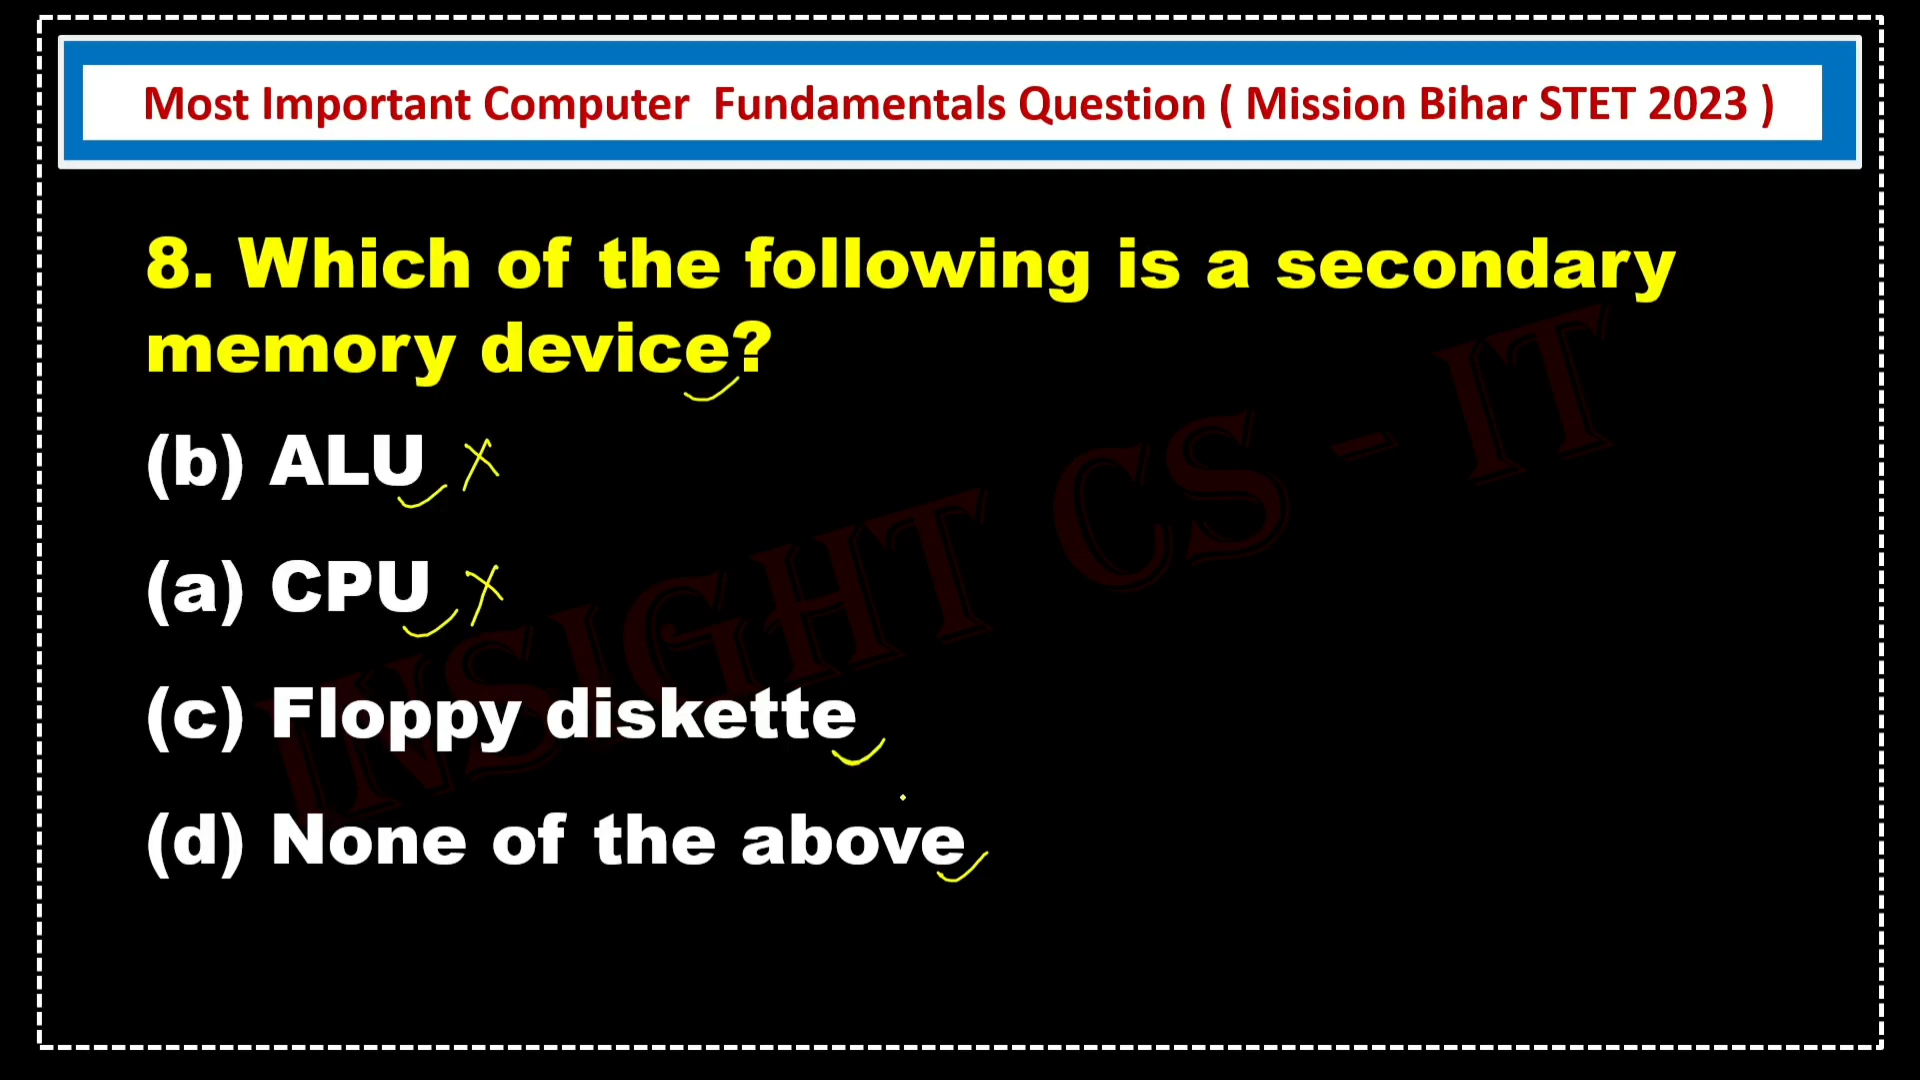 Most Important Computer Fundamentals Question ( Mission Bihar STET 2023 )
8. Which of the following is a secondary
memory device?
(b) ALU
(a) CPU
(c) Floppy diskette
(d) None of the above
INSIGHT CS - IT